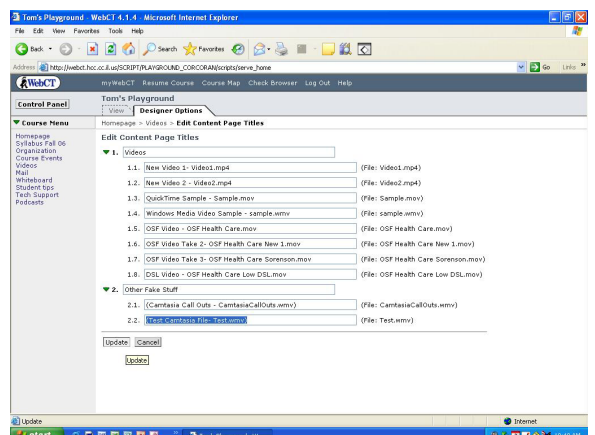 Tom's Playground - WebCT 4.1.4 - Microsoft Internet Explorer
File Edit View Favorites Tools Help
Back Search Favorites
Address http://webct.hcc.cc.il.us/SCRIPT/PLAYGROUND_CORCORAN/scripts/serve_home Go Links »
WebCT myWebCT Resume Course Course Map Check Browser Log Out Help
Control Panel
Tom's Playground
View Designer Options
Course Menu
Homepage > Videos > Edit Content Page Titles
Homepage
Syllabus Fall 06
Organization
Course Events
Videos
Mail
Whiteboard
Student tips
Tech Support
Podcasts
Edit Content Page Titles
1. Videos
1.1. New Video 1- Video1.mp4 (File: Video1.mp4)
1.2. New Video 2 - Video2.mp4 (File: Video2.mp4)
1.3. QuickTime Sample - Sample.mov (File: Sample.mov)
1.4. Windows Media Video Sample - sample.wmv (File: sample.wmv)
1.5. OSF Video - OSF Health Care.mov (File: OSF Health Care.mov)
1.6. OSF Video Take 2- OSF Health Care New 1.mov (File: OSF Health Care New 1.mov)
1.7. OSF Video Take 3- OSF Health Care Sorenson.mov (File: OSF Health Care Sorenson.mov)
1.8. DSL Video - OSF Health Care Low DSL.mov (File: OSF Health Care Low DSL.mov)
2. Other Fake Stuff
2.1. (Camtasia Call Outs - CamtasiaCallOuts.wmv) (File: CamtasiaCallOuts.wmv)
2.2. (Test Camtasia File- Test.wmv) (File: Test.wmv)
Update Cancel
Update
Update Internet